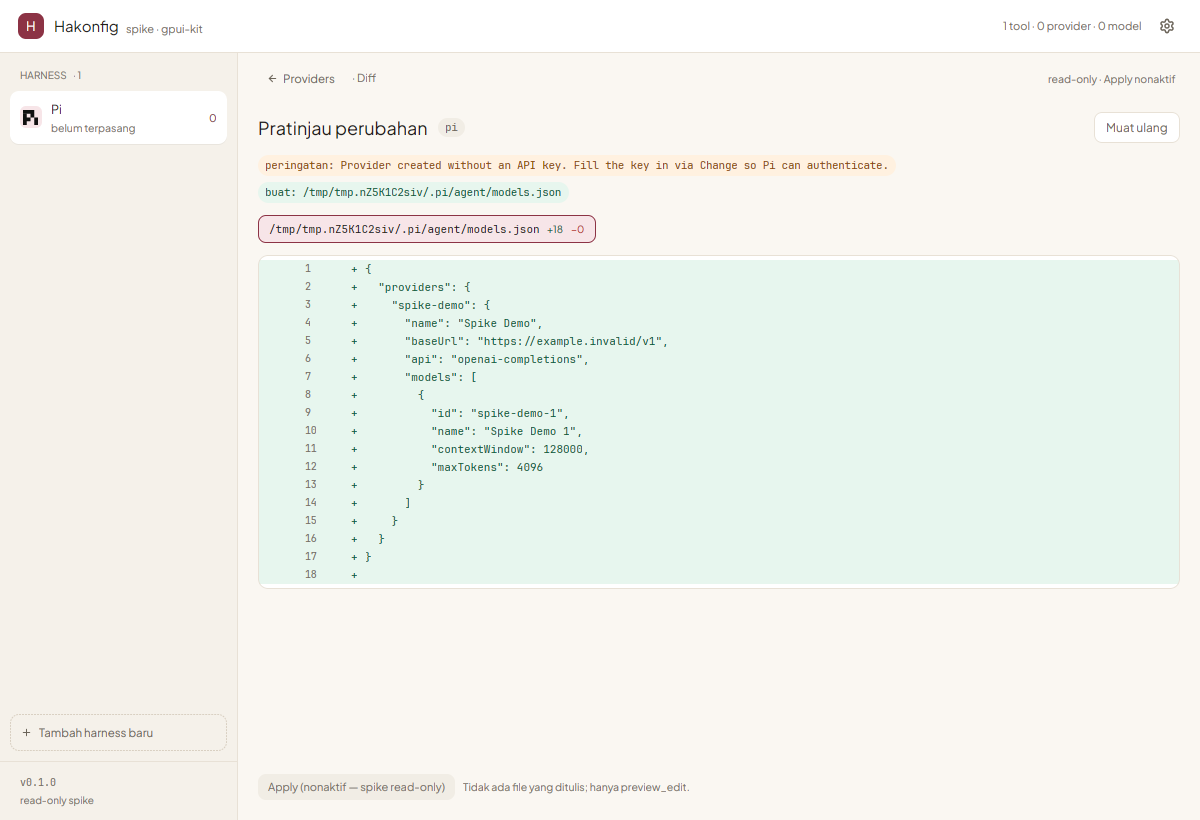 H Hakonfig spike · gpui-kit
1 tool · 0 provider · 0 model
HARNESS · 1
Pi
belum terpasang
0
+ Tambah harness baru
v0.1.0
read-only spike
← Providers · Diff
read-only · Apply nonaktif
Pratinjau perubahan pi
Muat ulang
peringatan: Provider created without an API key. Fill the key in via Change so Pi can authenticate.
buat: /tmp/tmp.nZ5K1C2siv/.pi/agent/models.json
/tmp/tmp.nZ5K1C2siv/.pi/agent/models.json +18 −0
1 + {
2 + "providers": {
3 + "spike-demo": {
4 + "name": "Spike Demo",
5 + "baseUrl": "https://example.invalid/v1",
6 + "api": "openai-completions",
7 + "models": [
8 + {
9 + "id": "spike-demo-1",
10 + "name": "Spike Demo 1",
11 + "contextWindow": 128000,
12 + "maxTokens": 4096
13 + }
14 + ]
15 + }
16 + }
17 + }
18 +
Apply (nonaktif — spike read-only) Tidak ada file yang ditulis; hanya preview_edit.